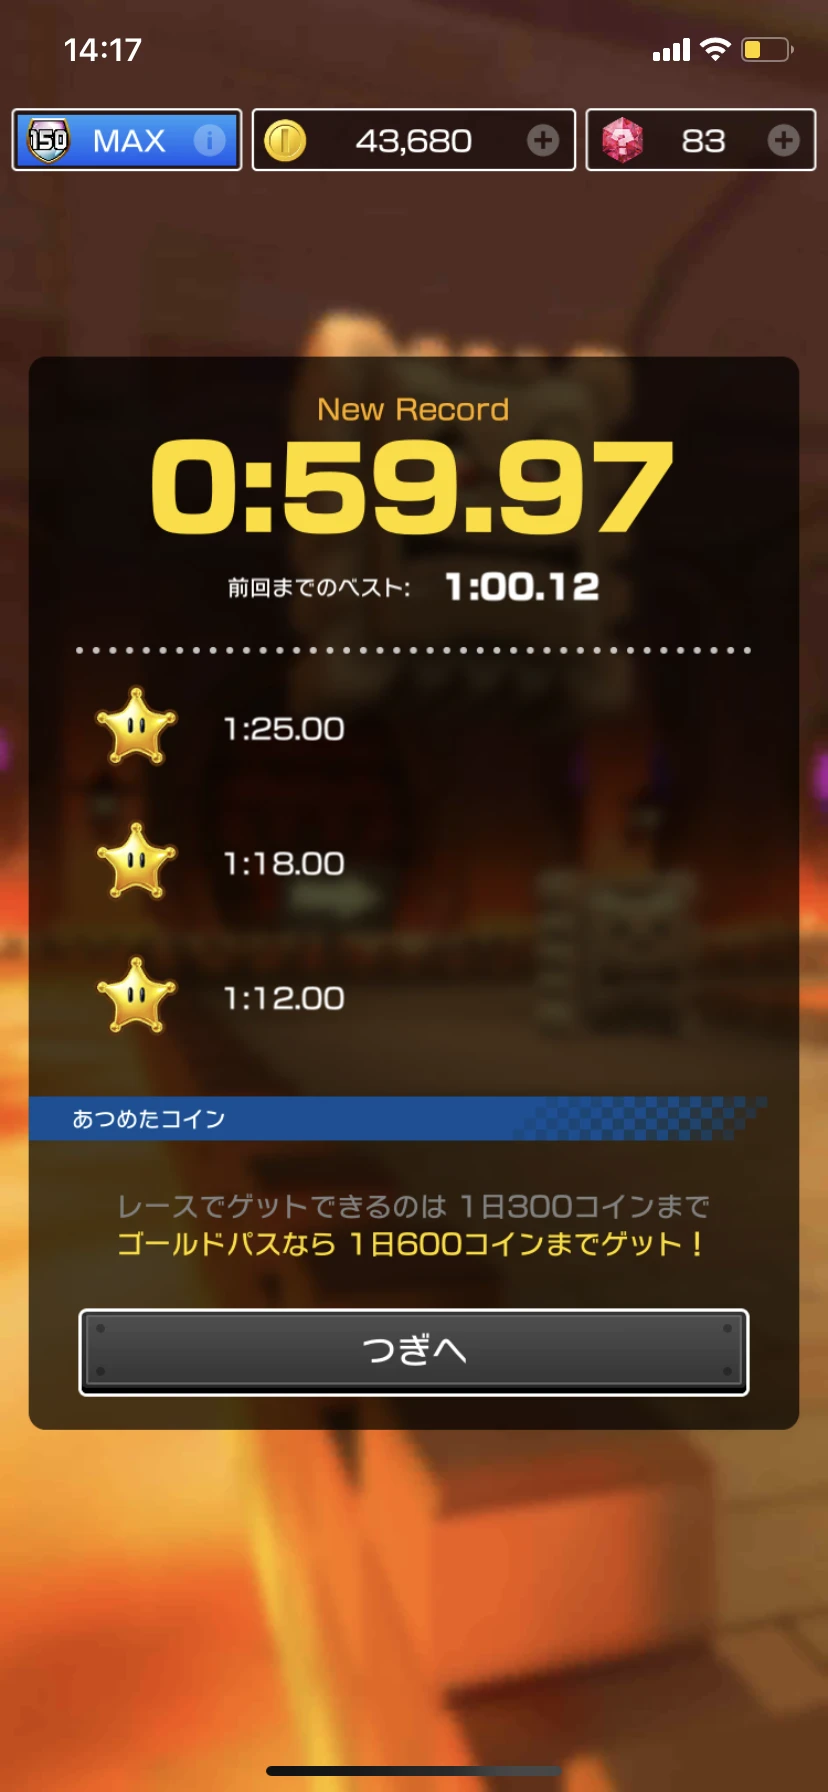 14:17
150 MAX i 43,680 + 83 +
New Record
0:59.97
前回までのベスト: 1:00.12
1:25.00
1:18.00
1:12.00
あつめたコイン
レースでゲットできるのは 1日300コインまで
ゴールドパスなら 1日600コインまでゲット！
つぎへ